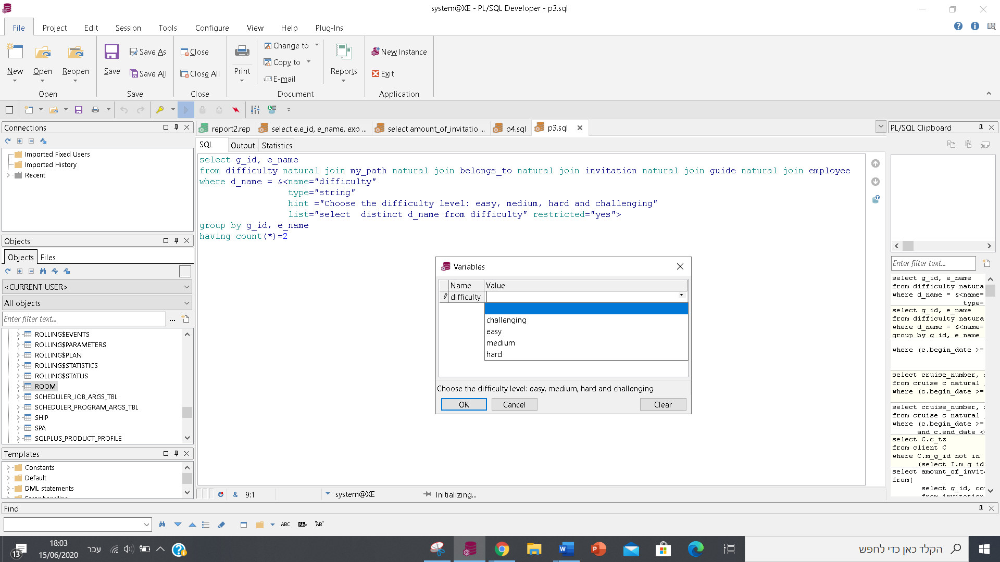 system@XE - PL/SQL Developer - p3.sql
File Project Edit Session Tools Configure View Help Plug-Ins
New Open Reopen
Save Save As Save All
Close Close All
Print
Change to
Copy to
E-mail
Reports
New Instance
Exit
Open Save Close Document Application
Connections
Imported Fixed Users
Imported History
Recent
Objects
Objects Files
<CURRENT USER>
All objects
Enter filter text... ...
ROLLING$EVENTS
ROLLING$PARAMETERS
ROLLING$PLAN
ROLLING$STATISTICS
ROLLING$STATUS
ROOM
SCHEDULER_JOB_ARGS_TBL
SCHEDULER_PROGRAM_ARGS_TBL
SHIP
SPA
SQLPLUS_PRODUCT_PROFILE
Templates
Constants
Default
DML statements
Error handling
report2.rep select e.e_id, e_name, exp ... select amount_of_invitatio ... p4.sql p3.sql
SQL Output Statistics
select g_id, e_name
from difficulty natural join my_path natural join belongs_to natural join invitation natural join guide natural join employee
where d_name = &<name="difficulty"
type="string"
hint ="Choose the difficulty level: easy, medium, hard and challenging"
list="select  distinct d_name from difficulty" restricted="yes">
group by g_id, e_name
having count(*)=2
Variables
Name Value
difficulty
challenging
easy
medium
hard
Choose the difficulty level: easy, medium, hard and challenging
OK Cancel Clear
& 9:1 system@XE Initializing...
PL/SQL Clipboard
Enter filter text...
select g_id, e_name
from difficulty natura
where d_name = &<name=
type=
select g_id, e_name
from difficulty natura
where d_name = &<name=
group by g_id, e_name
where (c.begin_date >=
select cruise_number,
from cruise c natural
where (c.begin_date >=
select cruise_number,
from cruise c natural
where (c.begin_date >=
and c.end_date <
select C.c_tz
from client C
where C.m_g_id not in
(select I.m_g_id
select amount_of_invit
from(
select g_id, co
from invitation
Find
ABC ABC "AB"
13
18:03
15/06/2020
עבר
הקלד כאן כדי לחפש